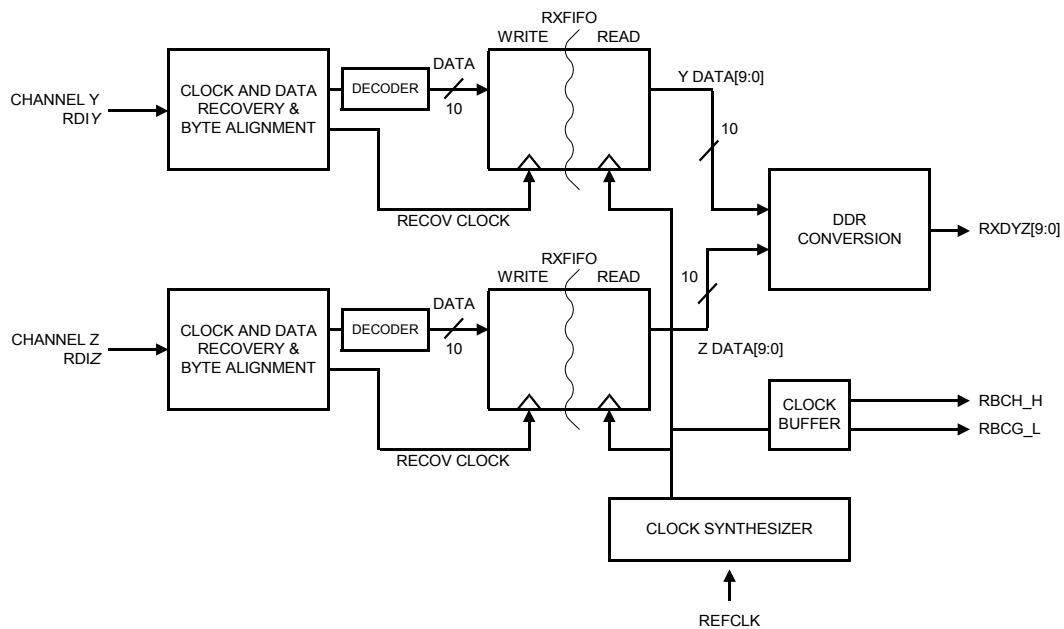 RXFIFO
WRITE
READ
DATA
10
CHANNEL Y
RDIY
CLOCK AND DATA
RECOVERY &
BYTE ALIGNMENT
DECODER
Y DATA[9:0]
10
RECOV CLOCK
DDR
CONVERSION
RXDYZ[9:0]
RXFIFO
WRITE
READ
DATA
10
CHANNEL Z
RDIZ
CLOCK AND DATA
RECOVERY &
BYTE ALIGNMENT
DECODER
10
Z DATA[9:0]
RECOV CLOCK
CLOCK
BUFFER
RBCH_H
RBCG_L
CLOCK SYNTHESIZER
REFCLK